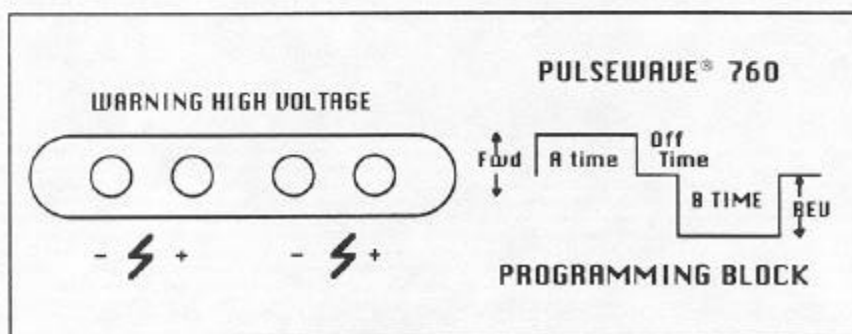 WARNING HIGH VOLTAGE
- + - +
PULSEWAVE® 760
Fwd
A time
Off
Time
B TIME
REV
PROGRAMMING BLOCK